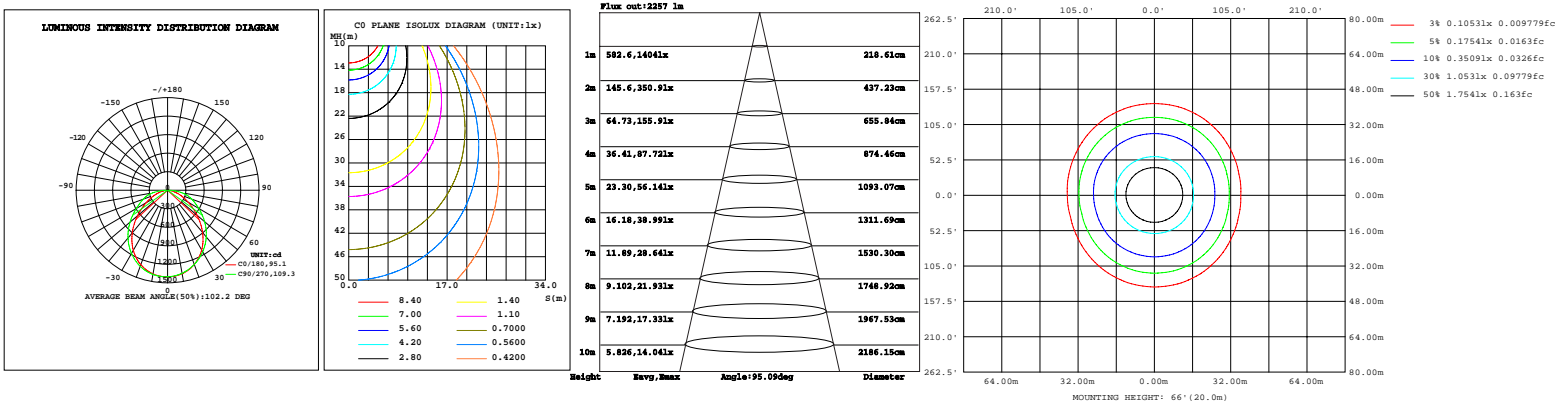 LUMINOUS INTENSITY DISTRIBUTION DIAGRAM
-/+180
-150
150
-120
120
-90
90
0
300
600
900
1200
1500
60
-30
30
0
UNIT:cd
C0/180,95.1
C90/270,109.3
AVERAGE BEAM ANGLE(50%):102.2 DEG
C0 PLANE ISOLUX DIAGRAM (UNIT:lx)
MH(m)
10
14
18
22
26
30
34
38
42
46
50
0.0
17.0
34.0
S(m)
8.40
1.40
7.00
1.10
5.60
0.7000
4.20
0.5600
2.80
0.4200
Flux out:2257 lm
1m 582.6,1404lx 218.61cm
2m 145.6,350.9lx 437.23cm
3m 64.73,155.9lx 655.84cm
4m 36.41,87.72lx 874.46cm
5m 23.30,56.14lx 1093.07cm
6m 16.18,38.99lx 1311.69cm
7m 11.89,28.64lx 1530.30cm
8m 9.102,21.93lx 1748.92cm
9m 7.192,17.33lx 1967.53cm
10m 5.826,14.04lx 2186.15cm
Height Eavg,Emax Angle:95.09deg Diameter
210.0' 105.0' 0.0' 105.0' 210.0'
262.5' 80.00m
210.0' 64.00m
157.5' 48.00m
105.0' 32.00m
52.5' 16.00m
0.0' 0.00m
52.5' 16.00m
105.0' 32.00m
157.5' 48.00m
210.0' 64.00m
262.5' 80.00m
64.00m 32.00m 0.00m 32.00m 64.00m
MOUNTING HEIGHT: 66'(20.0m)
3% 0.1053lx 0.009779fc
5% 0.1754lx 0.0163fc
10% 0.3509lx 0.0326fc
30% 1.053lx 0.09779fc
50% 1.754lx 0.163fc